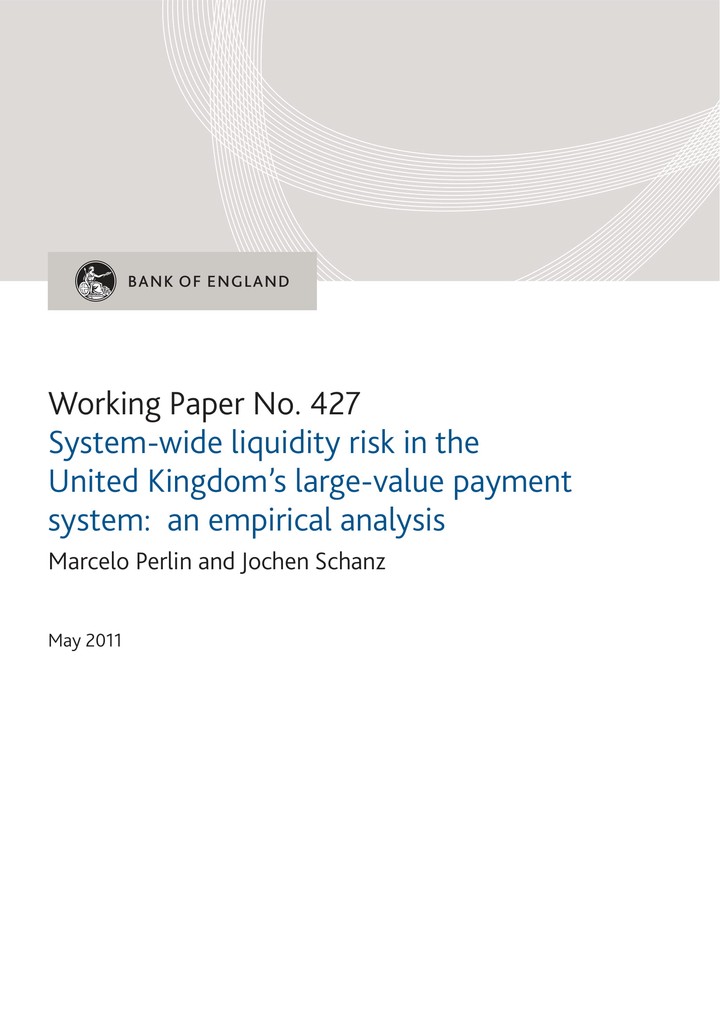 BANK OF ENGLAND
Working Paper No. 427
System-wide liquidity risk in the
United Kingdom’s large-value payment
system:  an empirical analysis
Marcelo Perlin and Jochen Schanz
May 2011